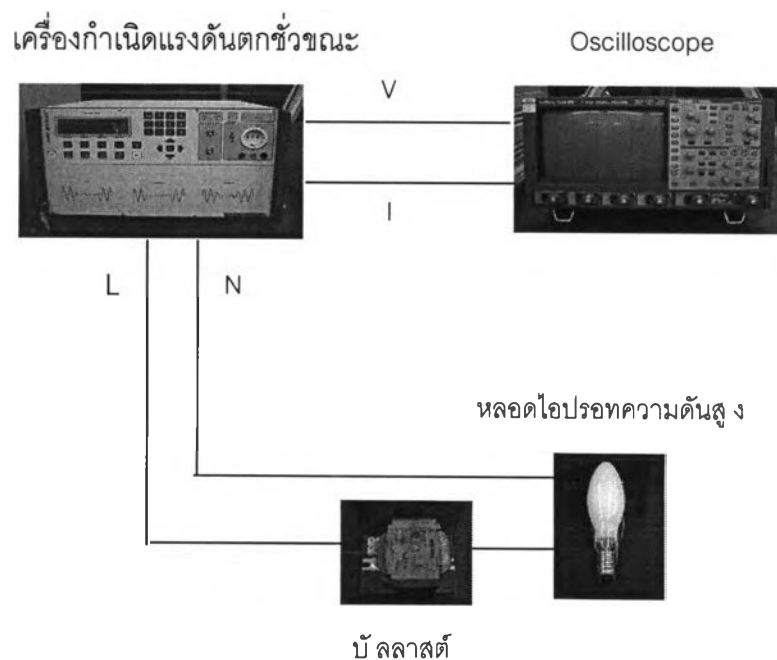 เครื่องกำเนิดแรงดันตกชั่วขณะ
Oscilloscope
V
I
L
N
หลอดไอปรอทความดันสู ง
บั ลลาสต์